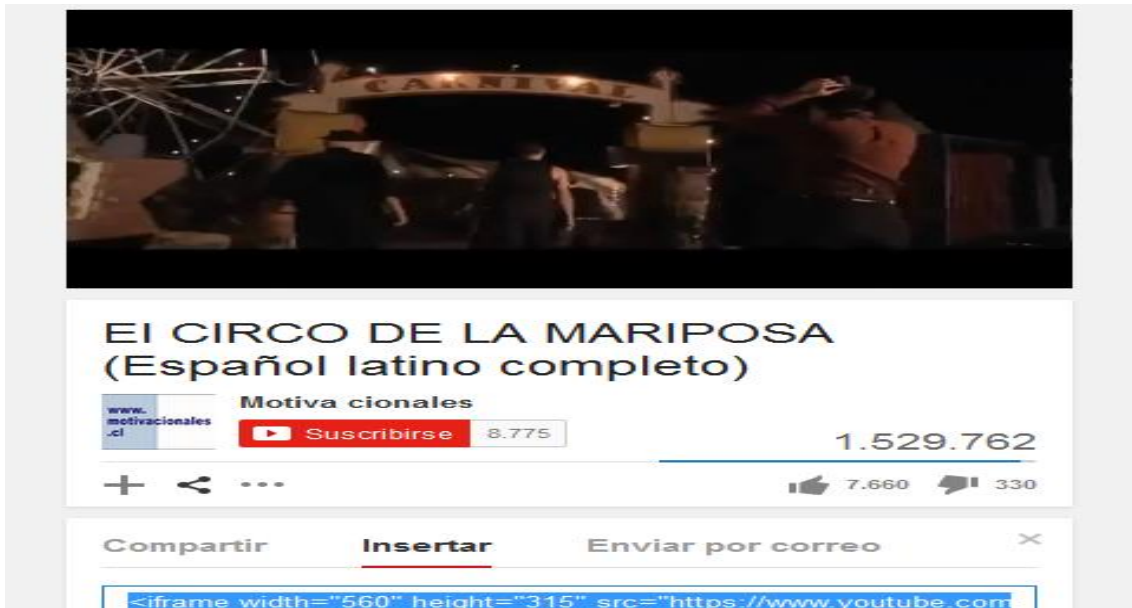 CARNIVAL
El CIRCO DE LA MARIPOSA
(Español latino completo)
www.
motivacionales
.cl
Motiva cionales
Suscribirse 8.775
1.529.762
7.660 330
Compartir Insertar Enviar por correo
<iframe width="560" height="315" src="https://www.youtube.com